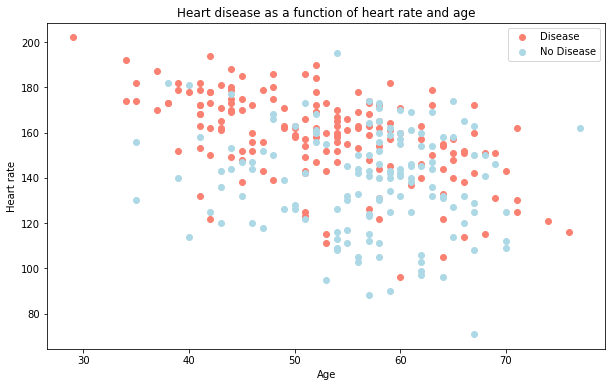 Heart disease as a function of heart rate and age
Disease
No Disease
200
180
160
140
120
100
80
Heart rate
30
40
50
60
70
Age